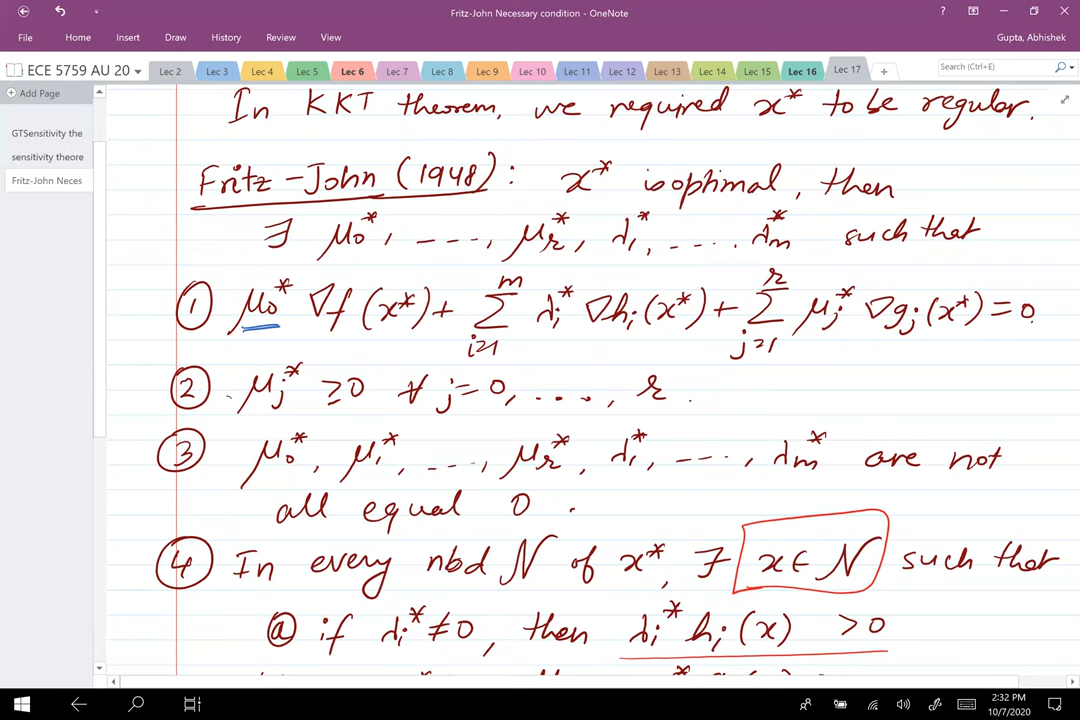 Fritz-John Necessary condition - OneNote
?
Gupta, Abhishek
File Home Insert Draw History Review View
ECE 5759 AU 20
Lec 2 Lec 3 Lec 4 Lec 5 Lec 6 Lec 7 Lec 8 Lec 9 Lec 10 Lec 11 Lec 12 Lec 13 Lec 14 Lec 15 Lec 16 Lec 17 +
Search (Ctrl+E)
Add Page
GTSensitivity the
sensitivity theore
Fritz-John Neces
In KKT theorem, we required x* to be regular.
Fritz-John (1948): x* is optimal, then
∃ μ₀*, ----, μᵣ*, λ₁*, .... λₘ* such that
① μ₀* ∇f(x*) + ∑_{i=1}^{m} λᵢ* ∇hᵢ(x*) + ∑_{j=1}^{r} μⱼ* ∇gⱼ(x*) = 0.
② μⱼ* ≥ 0 ∀ j = 0, ...., r.
③ μ₀*, μ₁*, ---, μᵣ*, λ₁*, ----, λₘ* are not
all equal 0.
④ In every nbd N of x*, ∃ x ∈ N such that
ⓐ if λᵢ* ≠ 0, then λᵢ* hᵢ(x) > 0
2:32 PM
10/7/2020